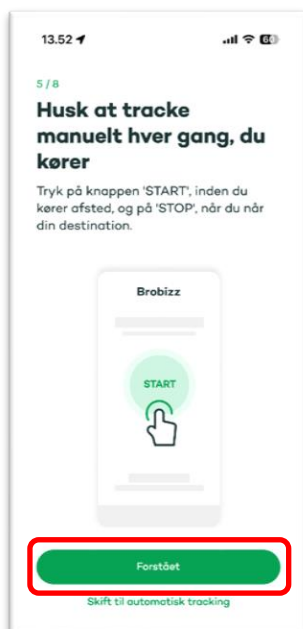 13.52
60
5/8
Husk at tracke
manuelt hver gang, du
kører
Tryk på knappen 'START', inden du
kører afsted, og på 'STOP', når du når
din destination.
Brobizz
START
Forstået
Skift til automatisk tracking